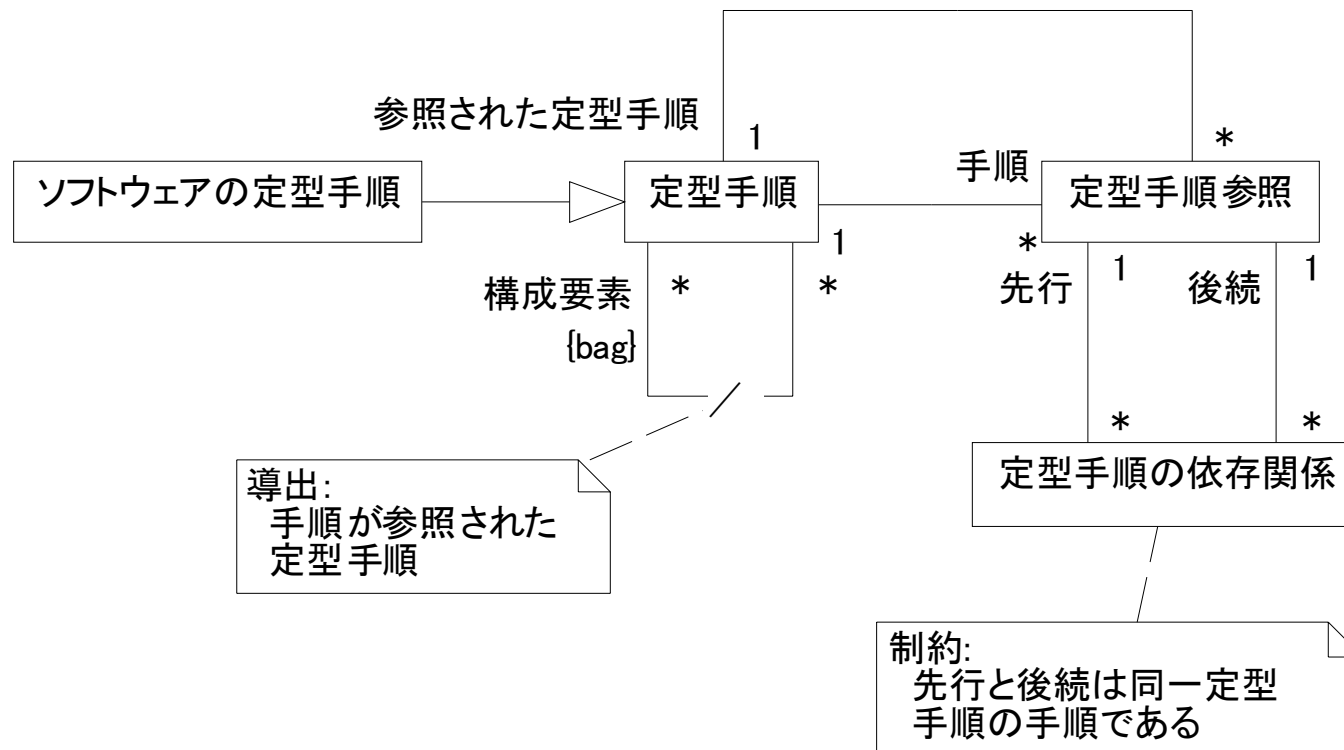 参照された定型手順
1
*
ソフトウェアの定型手順
定型手順
手順
定型手順参照
1
*
構成要素
*
*
{bag}
先行
1
後続
1
*
*
定型手順の依存関係
導出:
手順が参照された
定型手順
制約:
先行と後続は同一定型
手順の手順である